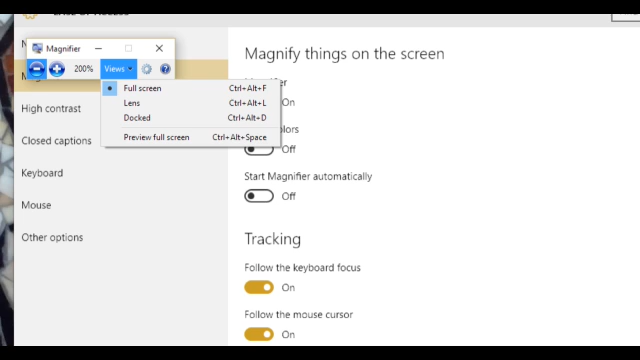 Magnifier
200% Views
Full screen Ctrl+Alt+F
Lens Ctrl+Alt+L
Docked Ctrl+Alt+D
Preview full screen Ctrl+Alt+Space
High contrast
Closed captions
Keyboard
Mouse
Other options
Magnify things on the screen
On
Off
Start Magnifier automatically
Off
Tracking
Follow the keyboard focus
On
Follow the mouse cursor
On